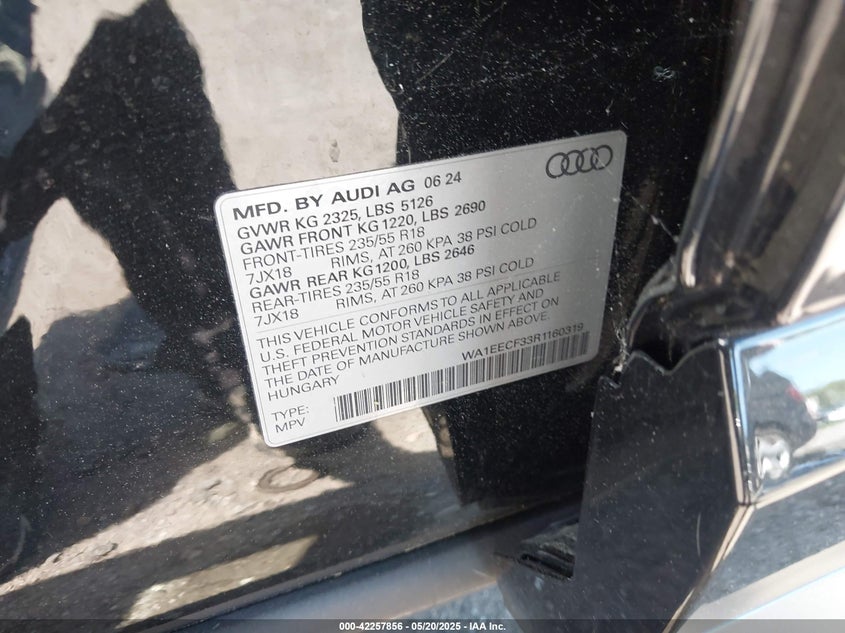 MFD. BY AUDI AG 06 24
GVWR KG 2325, LBS 5126
GAWR FRONT KG 1220, LBS 2690
FRONT-TIRES 235/55 R18
7JX18 RIMS, AT 260 KPA 38 PSI COLD
GAWR REAR KG1200, LBS 2646
REAR-TIRES 235/55 R18
7JX18 RIMS, AT 260 KPA 38 PSI COLD
THIS VEHICLE CONFORMS TO ALL APPLICABLE
U.S. FEDERAL MOTOR VEHICLE SAFETY AND
THEFT PREVENTION STANDARDS IN EFFECT ON
THE DATE OF MANUFACTURE SHOWN ABOVE.
HUNGARY WA1EECF33R1160319
TYPE:
MPV
000-42257856 - 05/20/2025 - IAA Inc.